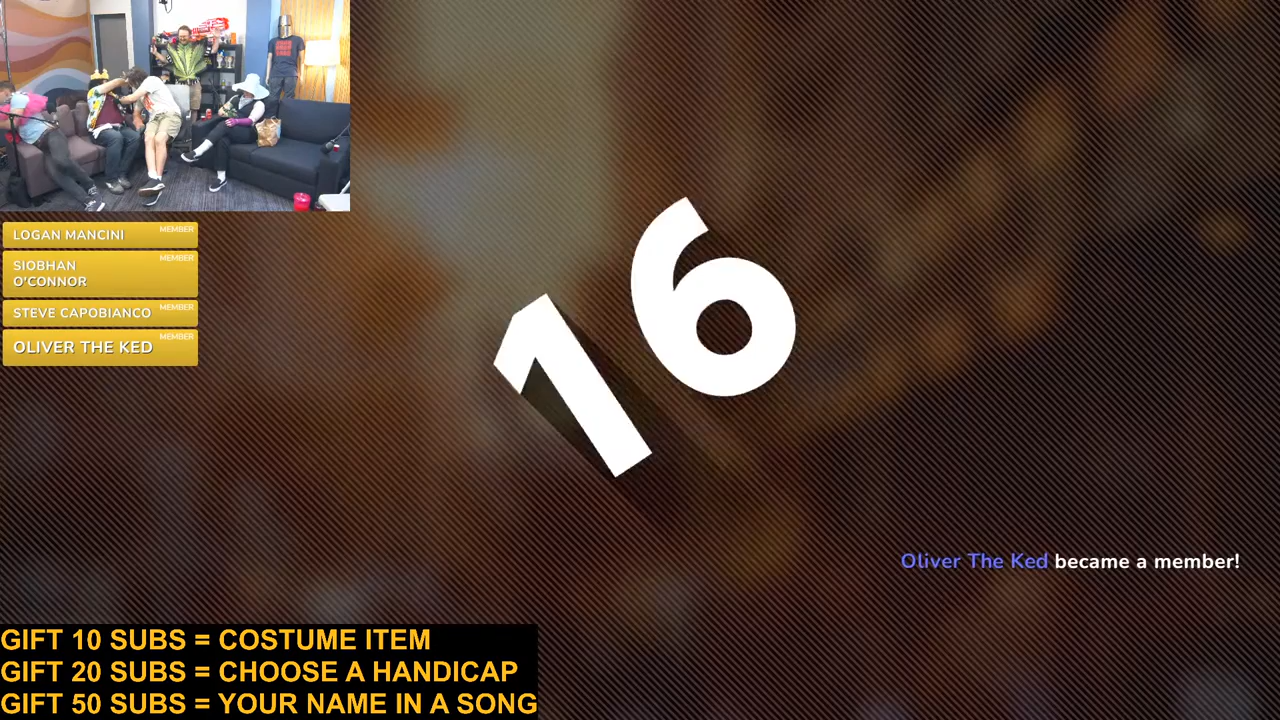 LOGAN MANCINI MEMBER
SIOBHAN MEMBER
O'CONNOR
STEVE CAPOBIANCO MEMBER
OLIVER THE KED MEMBER
16
Oliver The Ked became a member!
GIFT 10 SUBS = COSTUME ITEM
GIFT 20 SUBS = CHOOSE A HANDICAP
GIFT 50 SUBS = YOUR NAME IN A SONG